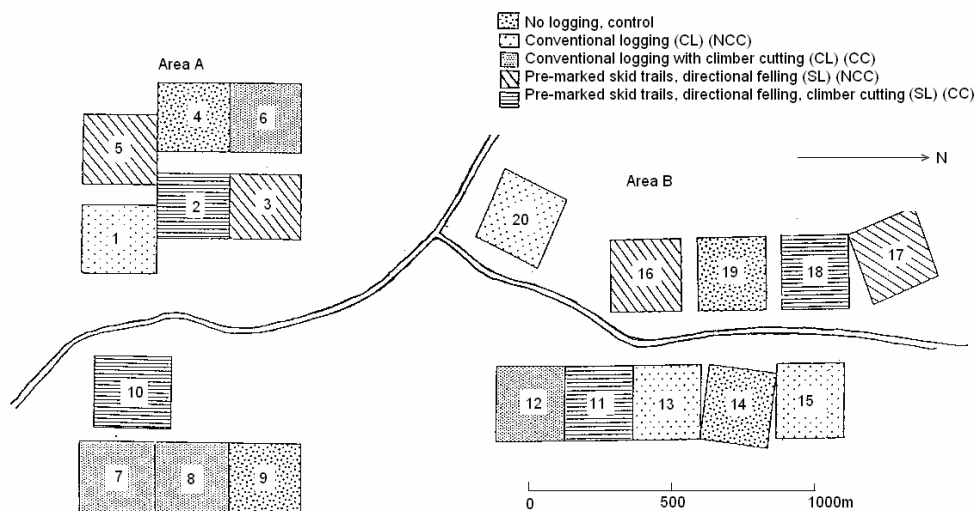 No logging, control
Conventional logging (CL) (NCC)
Conventional logging with climber cutting (CL) (CC)
Pre-marked skid trails, directional felling (SL) (NCC)
Pre-marked skid trails, directional felling, climber cutting (SL) (CC)
Area A
4
6
5
2
3
1
N
Area B
20
16
19
18
17
10
12
11
13
14
15
7
8
9
0
500
1000m